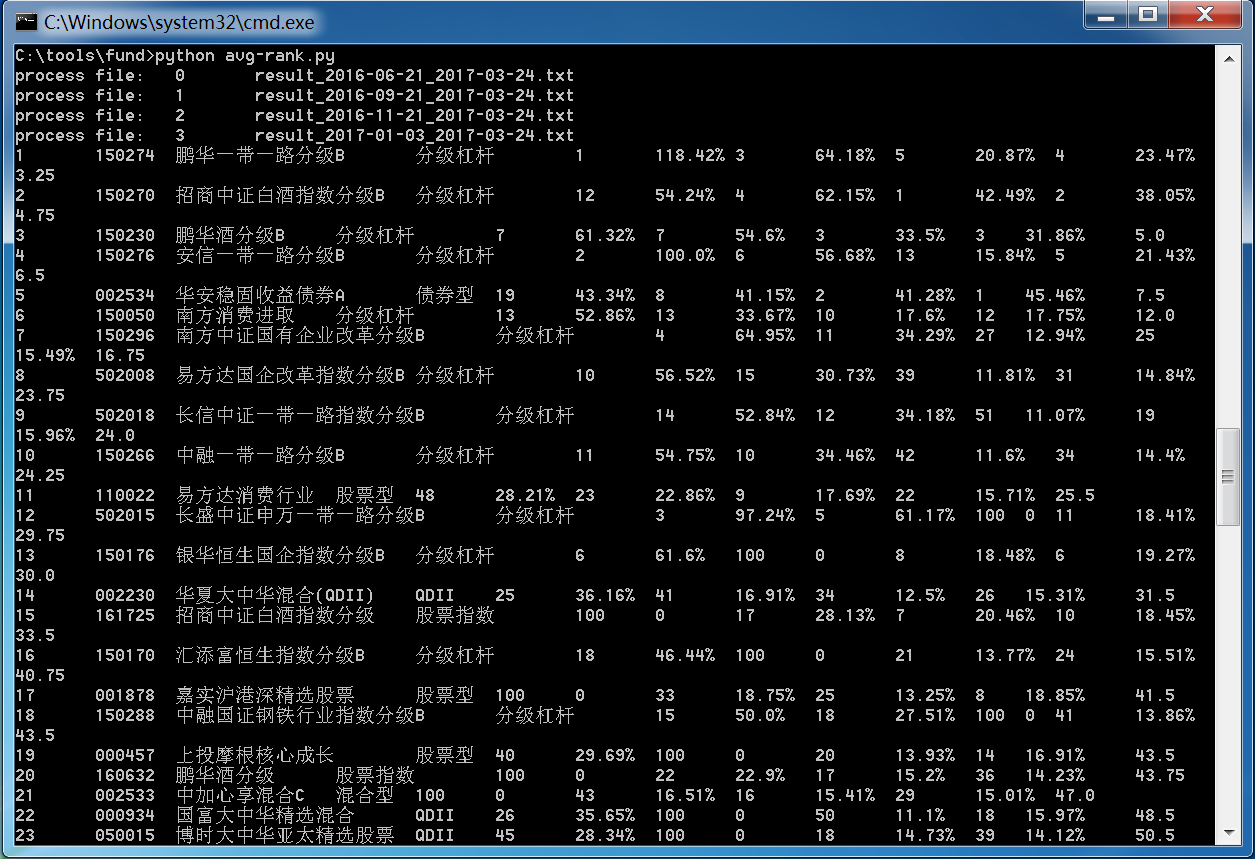 C:\Windows\system32\cmd.exe
C:\tools\fund>python avg-rank.py
process file: 0 result_2016-06-21_2017-03-24.txt
process file: 1 result_2016-09-21_2017-03-24.txt
process file: 2 result_2016-11-21_2017-03-24.txt
process file: 3 result_2017-01-03_2017-03-24.txt
1 150274 鹏华一带一路分级B 分级杠杆 1 118.42% 3 64.18% 5 20.87% 4 23.47%
3.25
2 150270 招商中证白酒指数分级B 分级杠杆 12 54.24% 4 62.15% 1 42.49% 2 38.05%
4.75
3 150230 鹏华酒分级B 分级杠杆 7 61.32% 7 54.6% 3 33.5% 3 31.86% 5.0
4 150276 安信一带一路分级B 分级杠杆 2 100.0% 6 56.68% 13 15.84% 5 21.43%
6.5
5 002534 华安稳固收益债券A 债券型 19 43.34% 8 41.15% 2 41.28% 1 45.46% 7.5
6 150050 南方消费进取 分级杠杆 13 52.86% 13 33.67% 10 17.6% 12 17.75% 12.0
7 150296 南方中证国有企业改革分级B 分级杠杆 4 64.95% 11 34.29% 27 12.94% 25
15.49% 16.75
8 502008 易方达国企改革指数分级B 分级杠杆 10 56.52% 15 30.73% 39 11.81% 31 14.84%
23.75
9 502018 长信中证一带一路指数分级B 分级杠杆 14 52.84% 12 34.18% 51 11.07% 19
15.96% 24.0
10 150266 中融一带一路分级B 分级杠杆 11 54.75% 10 34.46% 42 11.6% 34 14.4%
24.25
11 110022 易方达消费行业 股票型 48 28.21% 23 22.86% 9 17.69% 22 15.71% 25.5
12 502015 长盛中证申万一带一路分级B 分级杠杆 3 97.24% 5 61.17% 100 0 11 18.41%
29.75
13 150176 银华恒生国企指数分级B 分级杠杆 6 61.6% 100 0 8 18.48% 6 19.27%
30.0
14 002230 华夏大中华混合(QDII) QDII 25 36.16% 41 16.91% 34 12.5% 26 15.31% 31.5
15 161725 招商中证白酒指数分级 股票指数 100 0 17 28.13% 7 20.46% 10 18.45%
33.5
16 150170 汇添富恒生指数分级B 分级杠杆 18 46.44% 100 0 21 13.77% 24 15.51%
40.75
17 001878 嘉实沪港深精选股票 股票型 100 0 33 18.75% 25 13.25% 8 18.85% 41.5
18 150288 中融国证钢铁行业指数分级B 分级杠杆 15 50.0% 18 27.51% 100 0 41 13.86%
43.5
19 000457 上投摩根核心成长 股票型 40 29.69% 100 0 20 13.93% 14 16.91% 43.5
20 160632 鹏华酒分级 股票指数 100 0 22 22.9% 17 15.2% 36 14.23% 43.75
21 002533 中加心享混合C 混合型 100 0 43 16.51% 16 15.41% 29 15.01% 47.0
22 000934 国富大中华精选混合 QDII 26 35.65% 100 0 50 11.1% 18 15.97% 48.5
23 050015 博时大中华亚太精选股票 QDII 45 28.34% 100 0 18 14.73% 39 14.12% 50.5